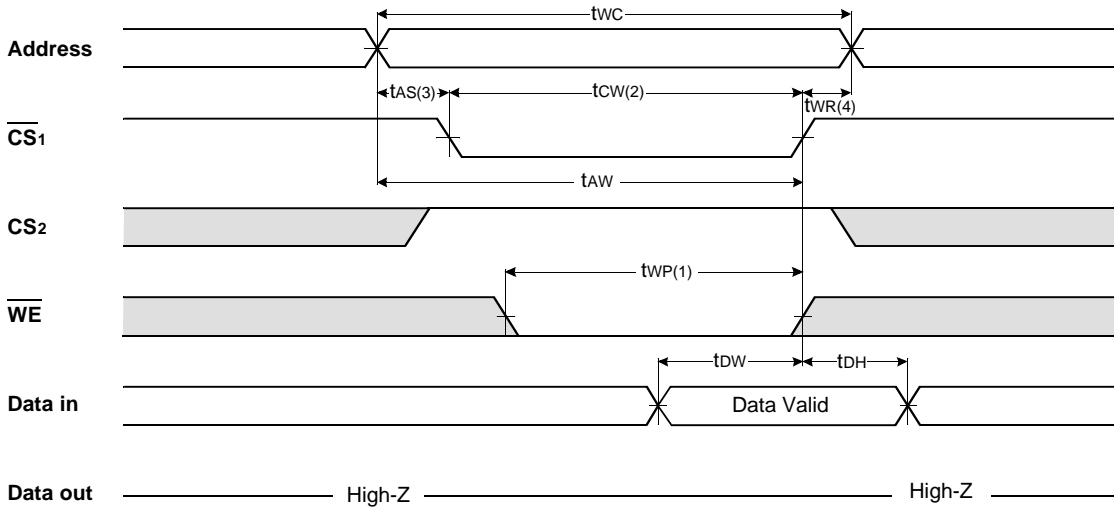 tWC
Address
tAS(3) tCW(2) tWR(4)
CS1
tAW
CS2
tWP(1)
WE
tDW tDH
Data in Data Valid
Data out High-Z High-Z